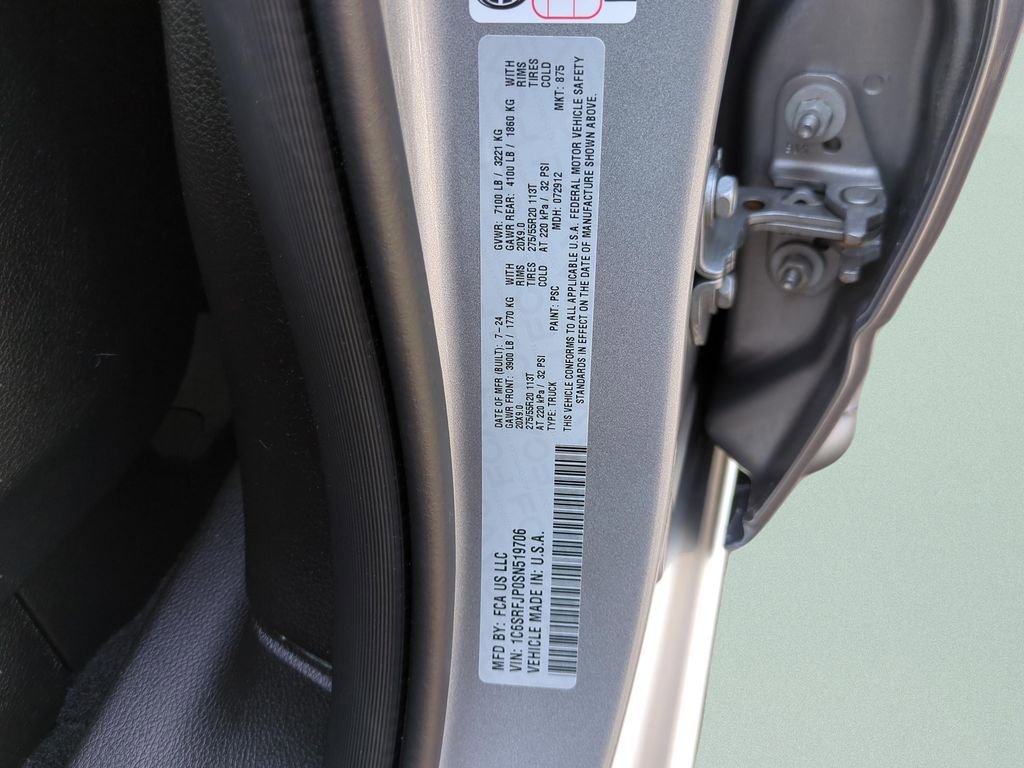 MFD BY: FCA US LLC
VIN: 1C6SRFJP0SN519706
VEHICLE MADE IN: U.S.A.
DATE OF MFR (BUILT): 7-24 GVWR: 7100 LB / 3221 KG
GAWR FRONT: 3900 LB / 1770 KG WITH GAWR REAR: 4100 LB / 1860 KG WITH
20X9.0 RIMS 20X9.0 RIMS
275/55R20 113T TIRES 275/55R20 113T TIRES
AT 220 kPa / 32 PSI COLD AT 220 kPa / 32 PSI COLD
TYPE: TRUCK PAINT: PSC MDH: 072912 MKT: 875
THIS VEHICLE CONFORMS TO ALL APPLICABLE U.S.A. FEDERAL MOTOR VEHICLE SAFETY
STANDARDS IN EFFECT ON THE DATE OF MANUFACTURE SHOWN ABOVE.